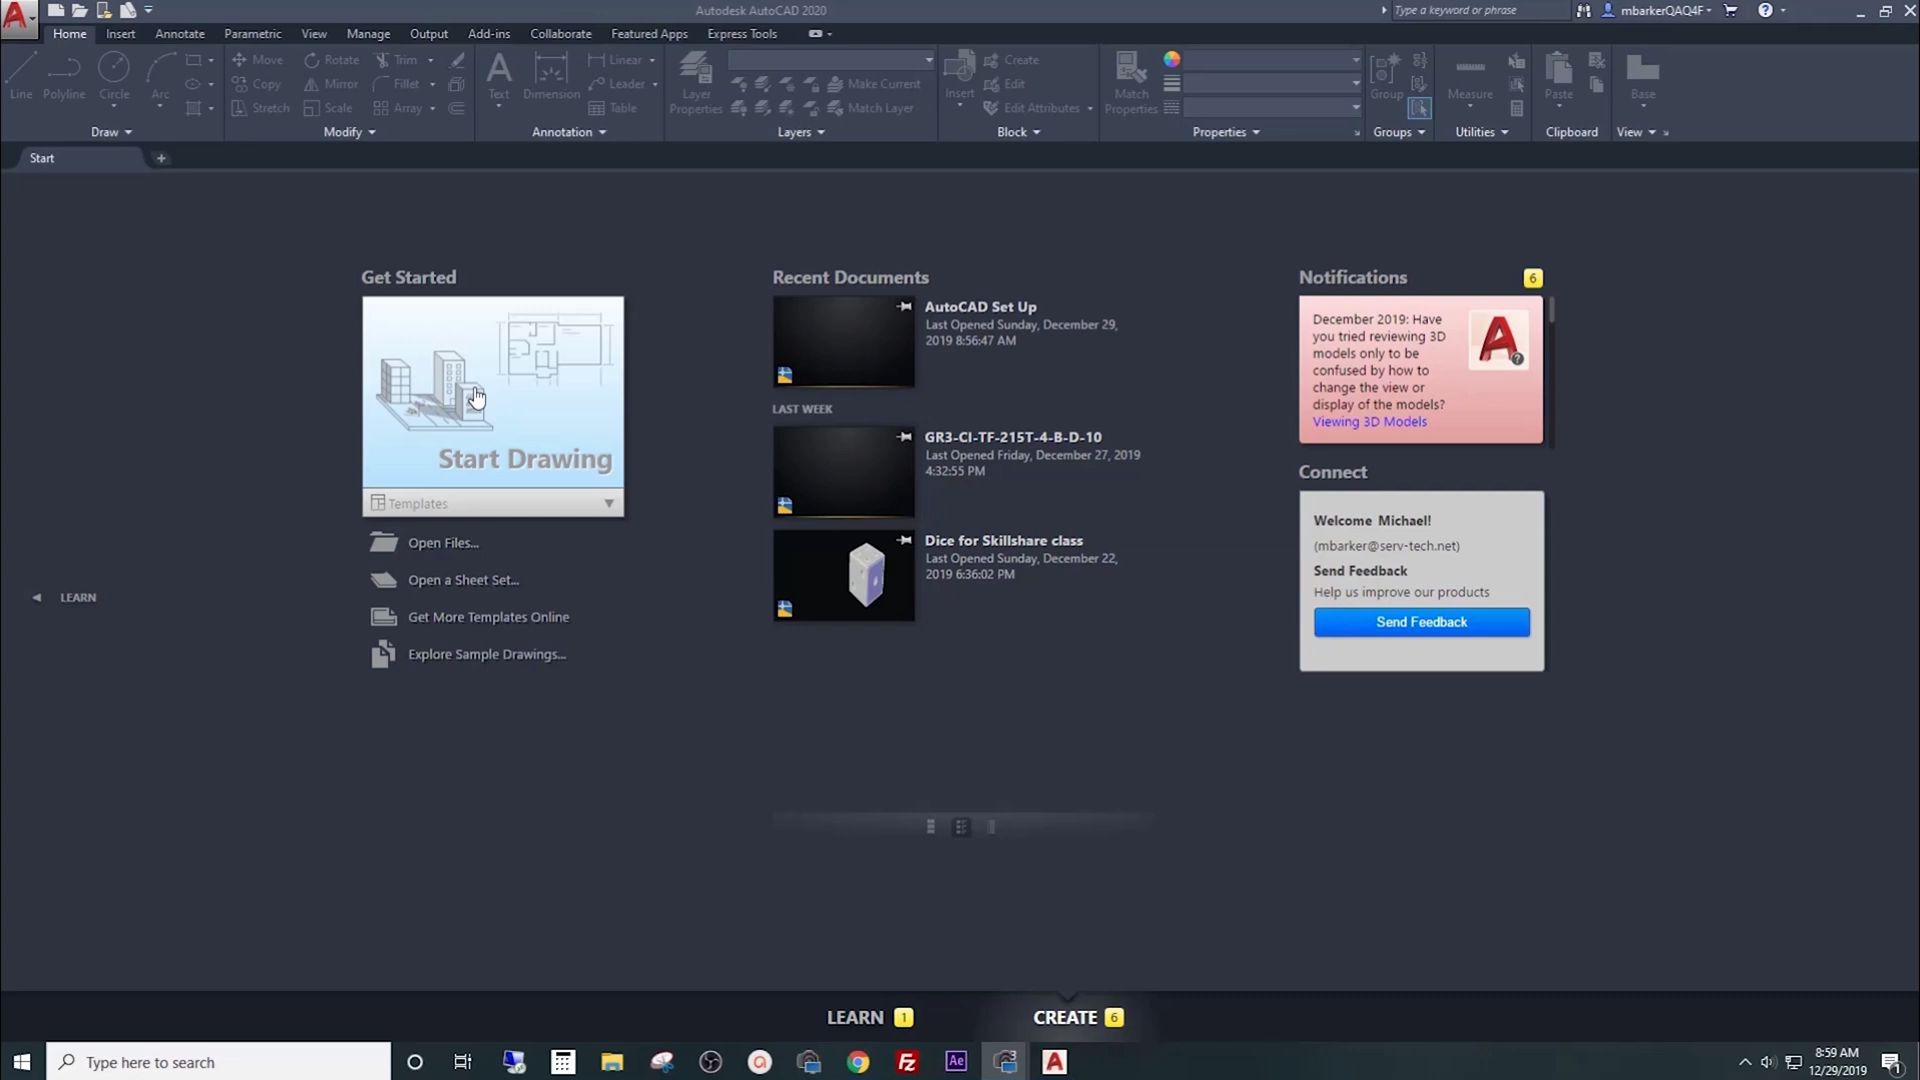 Autodesk AutoCAD 2020
Type a keyword or phrase
mbarkerQAQ4F
Home Insert Annotate Parametric View Manage Output Add-ins Collaborate Featured Apps Express Tools
Line Polyline Circle Arc
Move Rotate Trim
Copy Mirror Fillet
Stretch Scale Array
Text Dimension
Linear
Leader
Table
Layer Properties
Make Current
Match Layer
Insert
Create
Edit
Edit Attributes
Match Properties
Group
Measure
Paste
Base
Draw Modify Annotation Layers Block Properties Groups Utilities Clipboard View
Start
Get Started
Start Drawing
Templates
Open Files...
Open a Sheet Set...
Get More Templates Online
Explore Sample Drawings...
LEARN
Recent Documents
AutoCAD Set Up
Last Opened Sunday, December 29,
2019 8:56:47 AM
LAST WEEK
GR3-CI-TF-215T-4-B-D-10
Last Opened Friday, December 27, 2019
4:32:55 PM
Dice for Skillshare class
Last Opened Sunday, December 22,
2019 6:36:02 PM
Notifications 6
December 2019: Have
you tried reviewing 3D
models only to be
confused by how to
change the view or
display of the models?
Viewing 3D Models
Connect
Welcome Michael!
(mbarker@serv-tech.net)
Send Feedback
Help us improve our products
Send Feedback
LEARN 1 CREATE 6
Type here to search
Ae
8:59 AM
12/29/2019
1